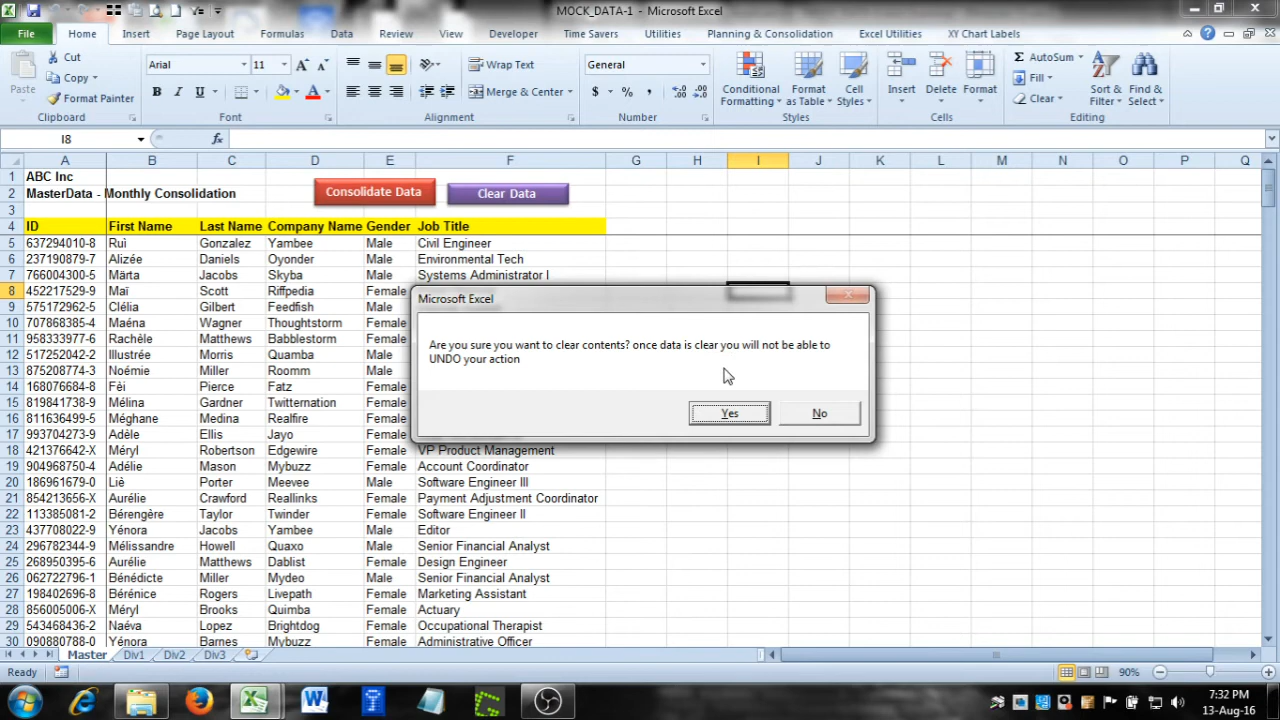 MOCK_DATA-1 - Microsoft Excel
File Home Insert Page Layout Formulas Data Review View Developer Time Savers Utilities Planning & Consolidation Excel Utilities XY Chart Labels
Cut
Copy
Format Painter
Paste
Clipboard
Arial 11
B I U
Font
Wrap Text
Merge & Center
Alignment
General
$ % ,
Number
Conditional Formatting
Format as Table
Cell Styles
Styles
Insert Delete Format
Cells
AutoSum
Fill
Clear
Sort & Filter
Find & Select
Editing
I8 fx
A B C D E F G H I J K L M N O P Q
1 ABC Inc
2 MasterData - Monthly Consolidation
Consolidate Data Clear Data
3
4 ID First Name Last Name Company Name Gender Job Title
5 637294010-8 Ruì Gonzalez Yambee Male Civil Engineer
6 237190879-7 Alizée Daniels Oyonder Male Environmental Tech
7 766004300-5 Märta Jacobs Skyba Male Systems Administrator I
8 452217529-9 Maï Scott Riffpedia Female
9 575172962-5 Clélia Gilbert Feedfish Male
10 707868385-4 Maéna Wagner Thoughtstorm Female
11 958333977-6 Rachèle Matthews Babblestorm Female
12 517252042-2 Illustrée Morris Quamba Female
13 875208774-3 Noémie Miller Roomm Male
14 168076684-8 Fèi Pierce Fatz Female
15 819841738-9 Mélina Gardner Twitternation Female
16 811636499-5 Méghane Medina Realfire Female
17 993704273-9 Adèle Ellis Jayo Female
18 421376642-X Méryl Robertson Edgewire Female VP Product Management
19 904968750-4 Adélie Mason Mybuzz Female Account Coordinator
20 186961679-0 Liè Porter Meevee Male Software Engineer III
21 854213656-X Aurélie Crawford Reallinks Female Payment Adjustment Coordinator
22 113385081-2 Bérengère Taylor Twinder Female Software Engineer II
23 437708022-9 Yénora Jacobs Yambee Male Editor
24 296782344-9 Mélissandre Howell Quaxo Male Senior Financial Analyst
25 268950395-6 Aurélie Matthews Dablist Female Design Engineer
26 062722796-1 Bénédicte Miller Mydeo Male Senior Financial Analyst
27 198402696-8 Bérénice Rogers Livepath Female Marketing Assistant
28 856005006-X Méryl Brooks Quimba Female Actuary
29 543468436-2 Naéva Lopez Brightdog Female Occupational Therapist
30 090880788-0 Yénora Barnes Mybuzz Female Administrative Officer
Microsoft Excel
Are you sure you want to clear contents? once data is clear you will not be able to
UNDO your action
Yes No
Master Div1 Div2 Div3
Ready 90%
7:32 PM
13-Aug-16